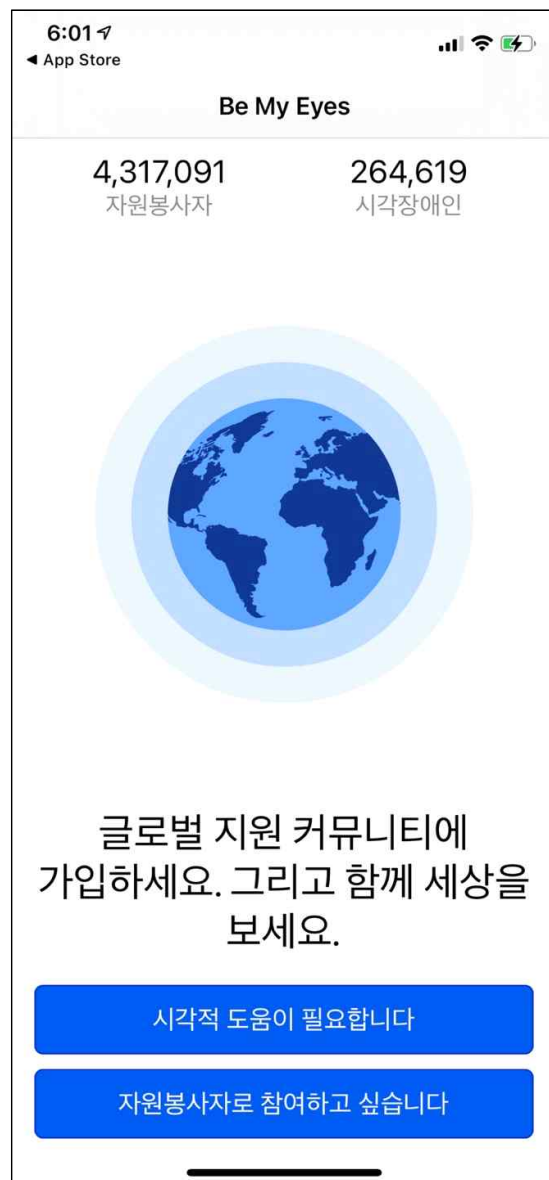 6:01
◀ App Store
Be My Eyes
4,317,091 264,619
자원봉사자 시각장애인
글로벌 지원 커뮤니티에
가입하세요. 그리고 함께 세상을
보세요.
시각적 도움이 필요합니다
자원봉사자로 참여하고 싶습니다